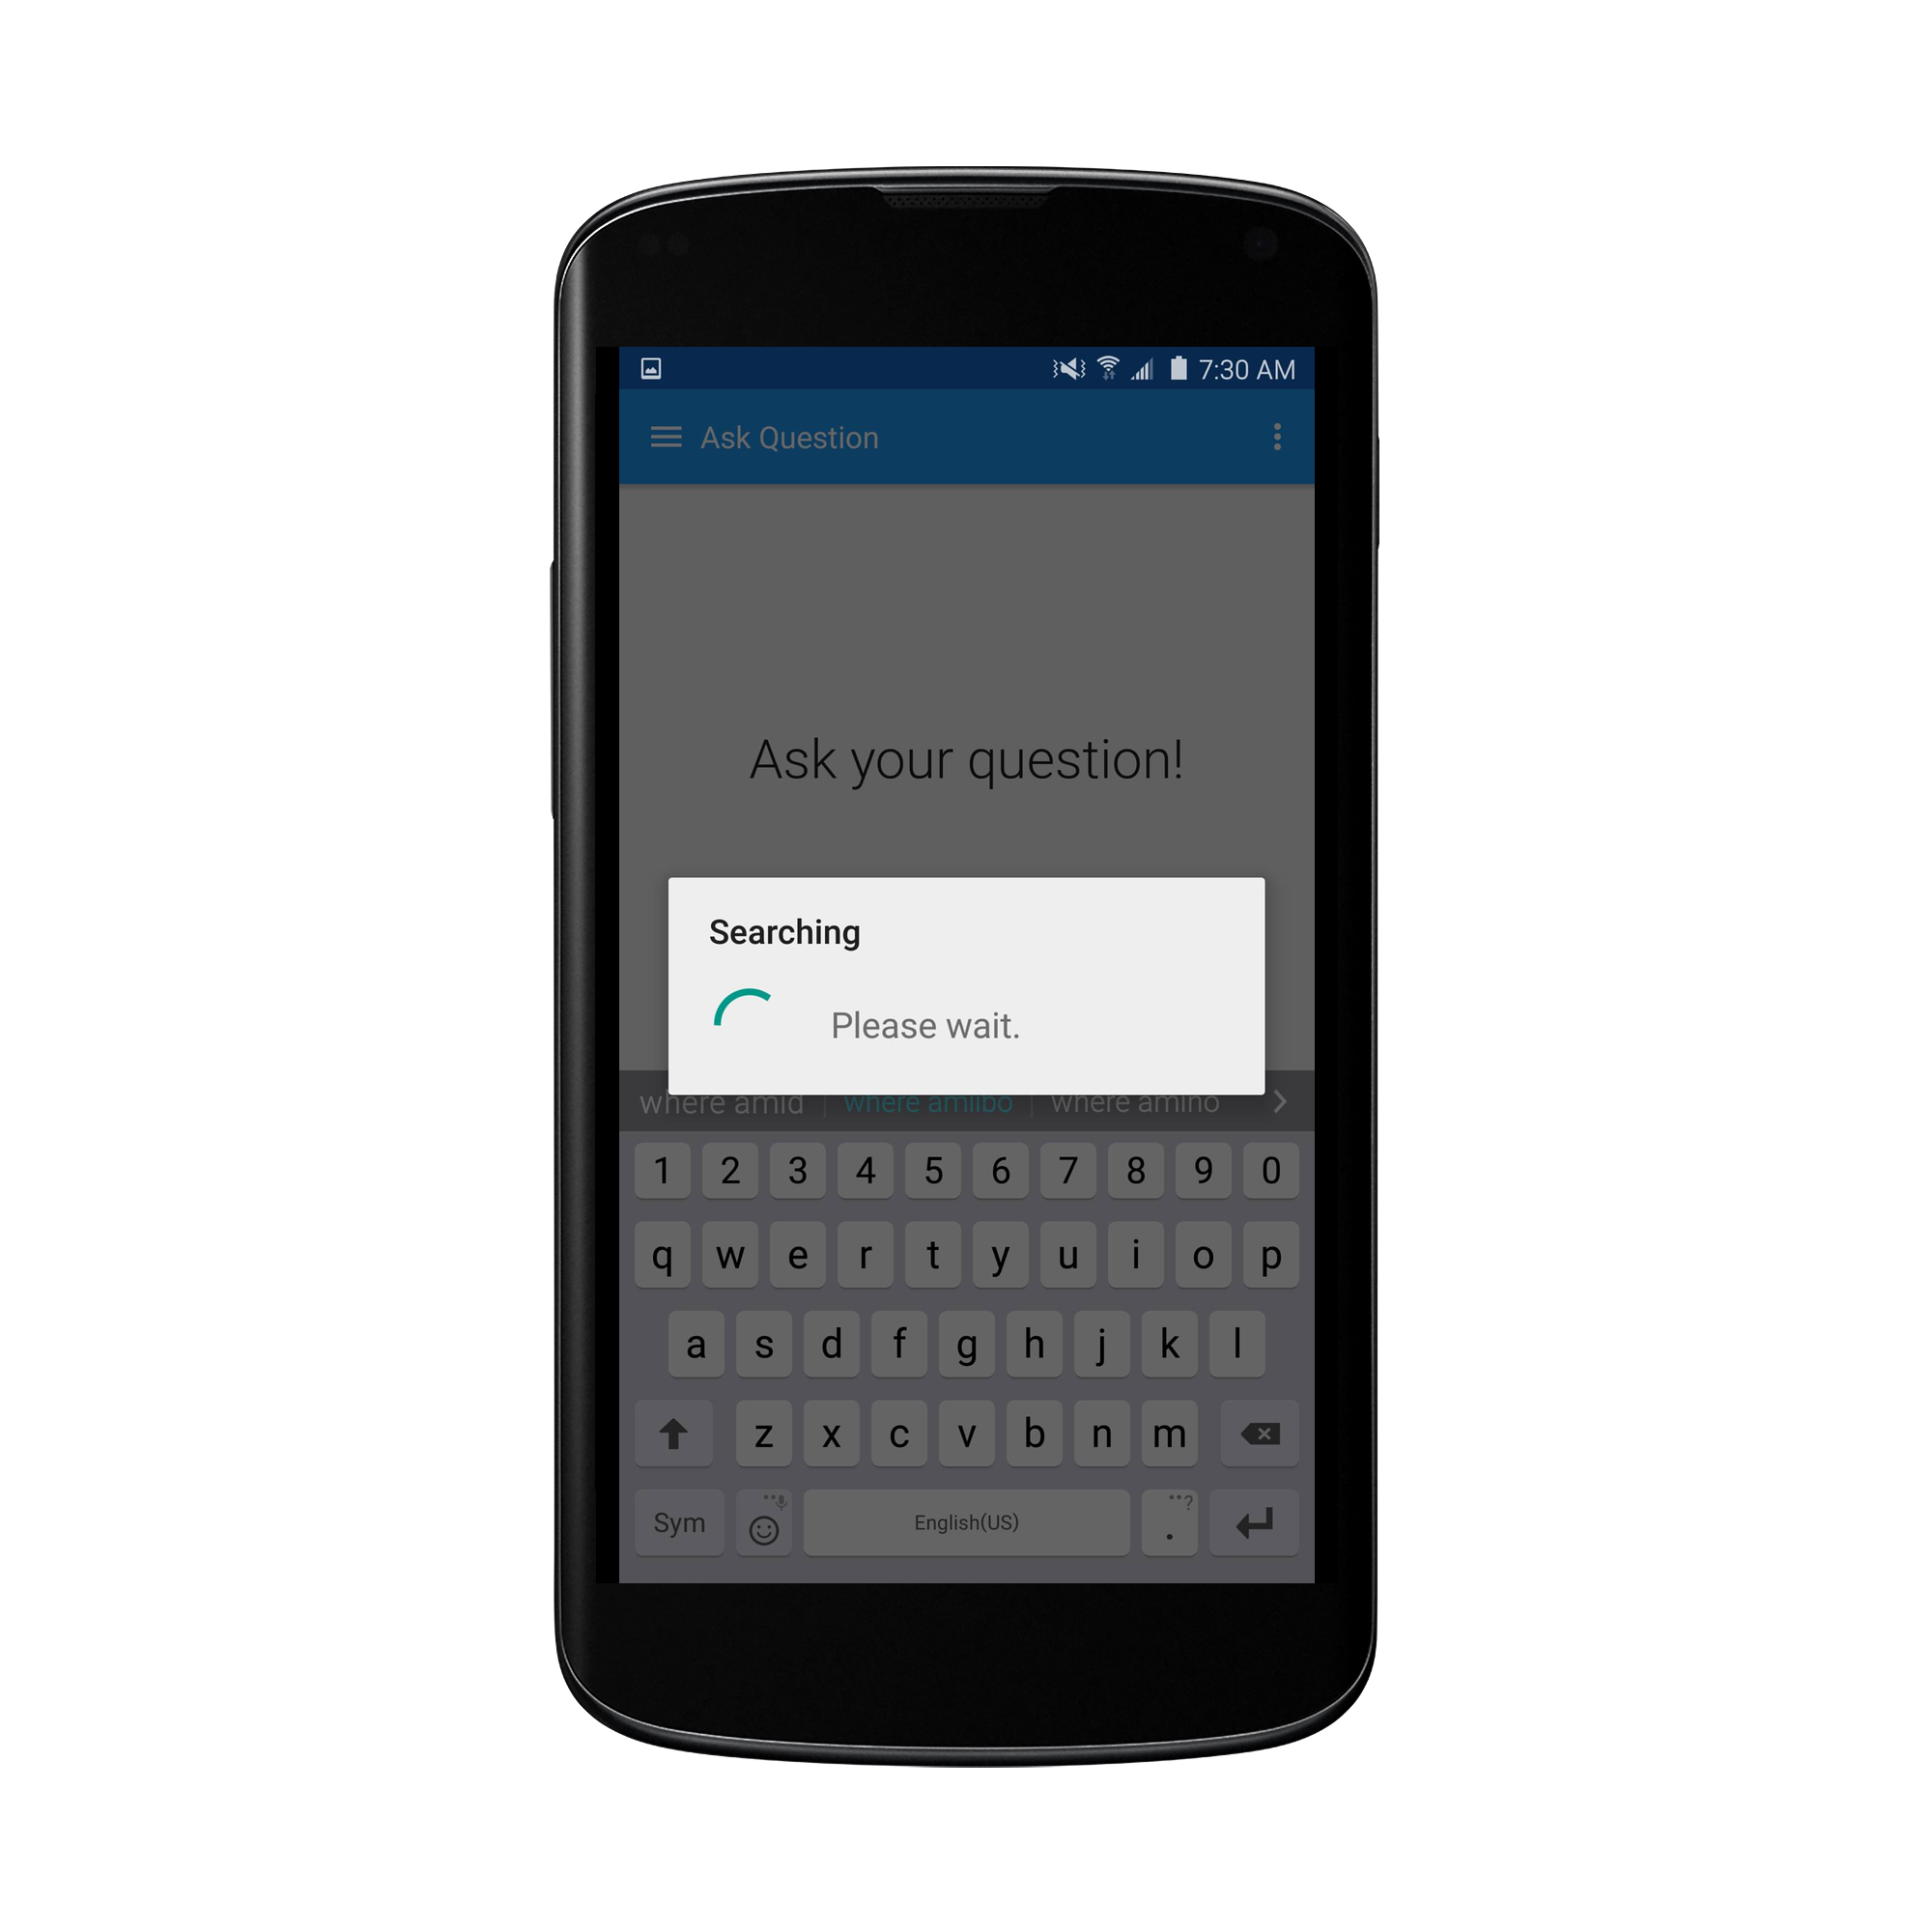 7:30 AM
Ask Question
Ask your question!
Searching
Please wait.
where amid where amiibo where amino
1 2 3 4 5 6 7 8 9 0
q w e r t y u i o p
a s d f g h j k l
z x c v b n m
Sym English(US) . ?